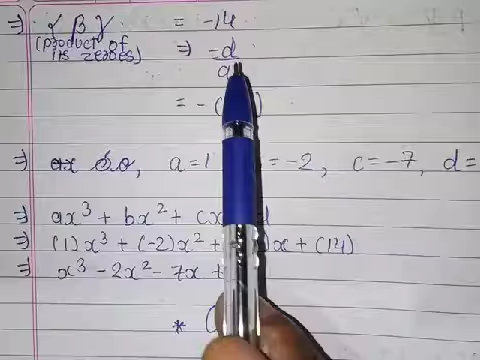 ⇒ αβγ = -14
(product of its zeroes) ⇒ -d/a
= - ( )
⇒ so, a=1 = -2, c=-7, d=
⇒ ax³ + bx² + cx d
⇒ (1)x³ + (-2)x² + x + (14)
⇒ x³ - 2x² - 7x +
* (